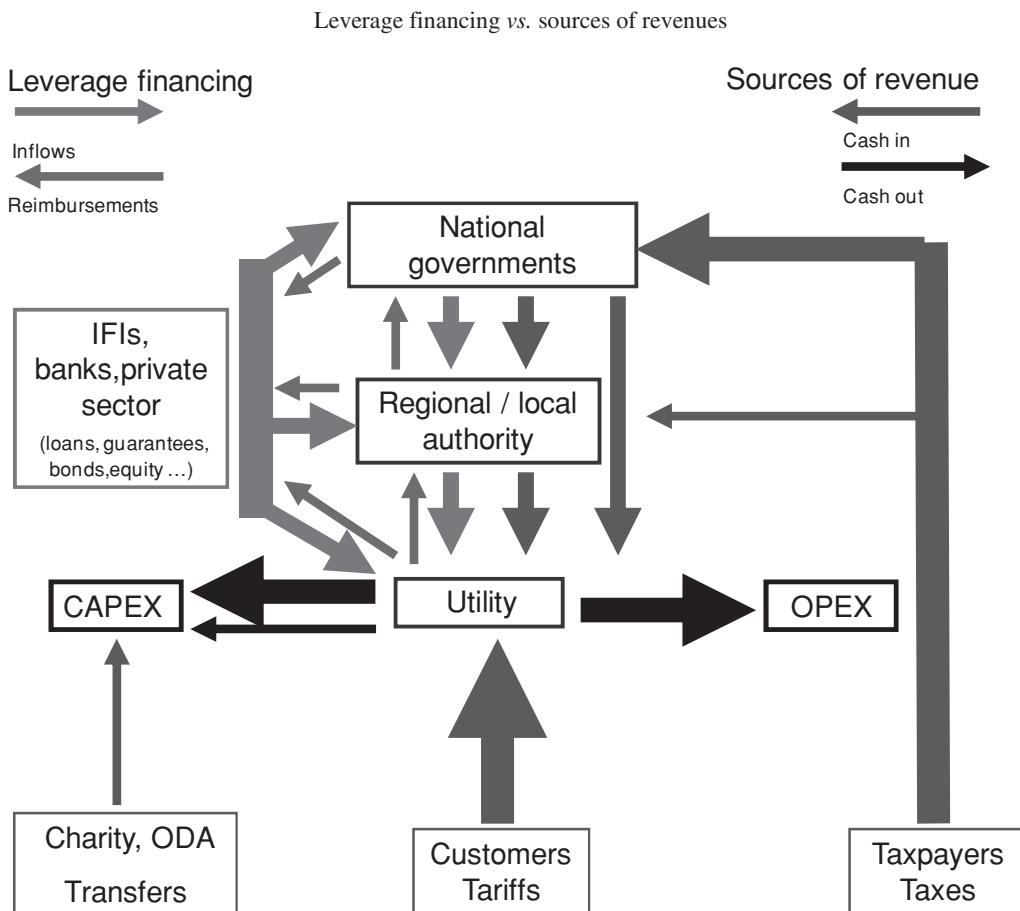 Leverage financing vs. sources of revenues
Leverage financing
Inflows
Reimbursements
Sources of revenue
Cash in
Cash out
National
governments
IFIs,
banks,private
sector
(loans, guarantees,
bonds,equity …)
Regional / local
authority
CAPEX
Utility
OPEX
Charity, ODA
Transfers
Customers
Tariffs
Taxpayers
Taxes